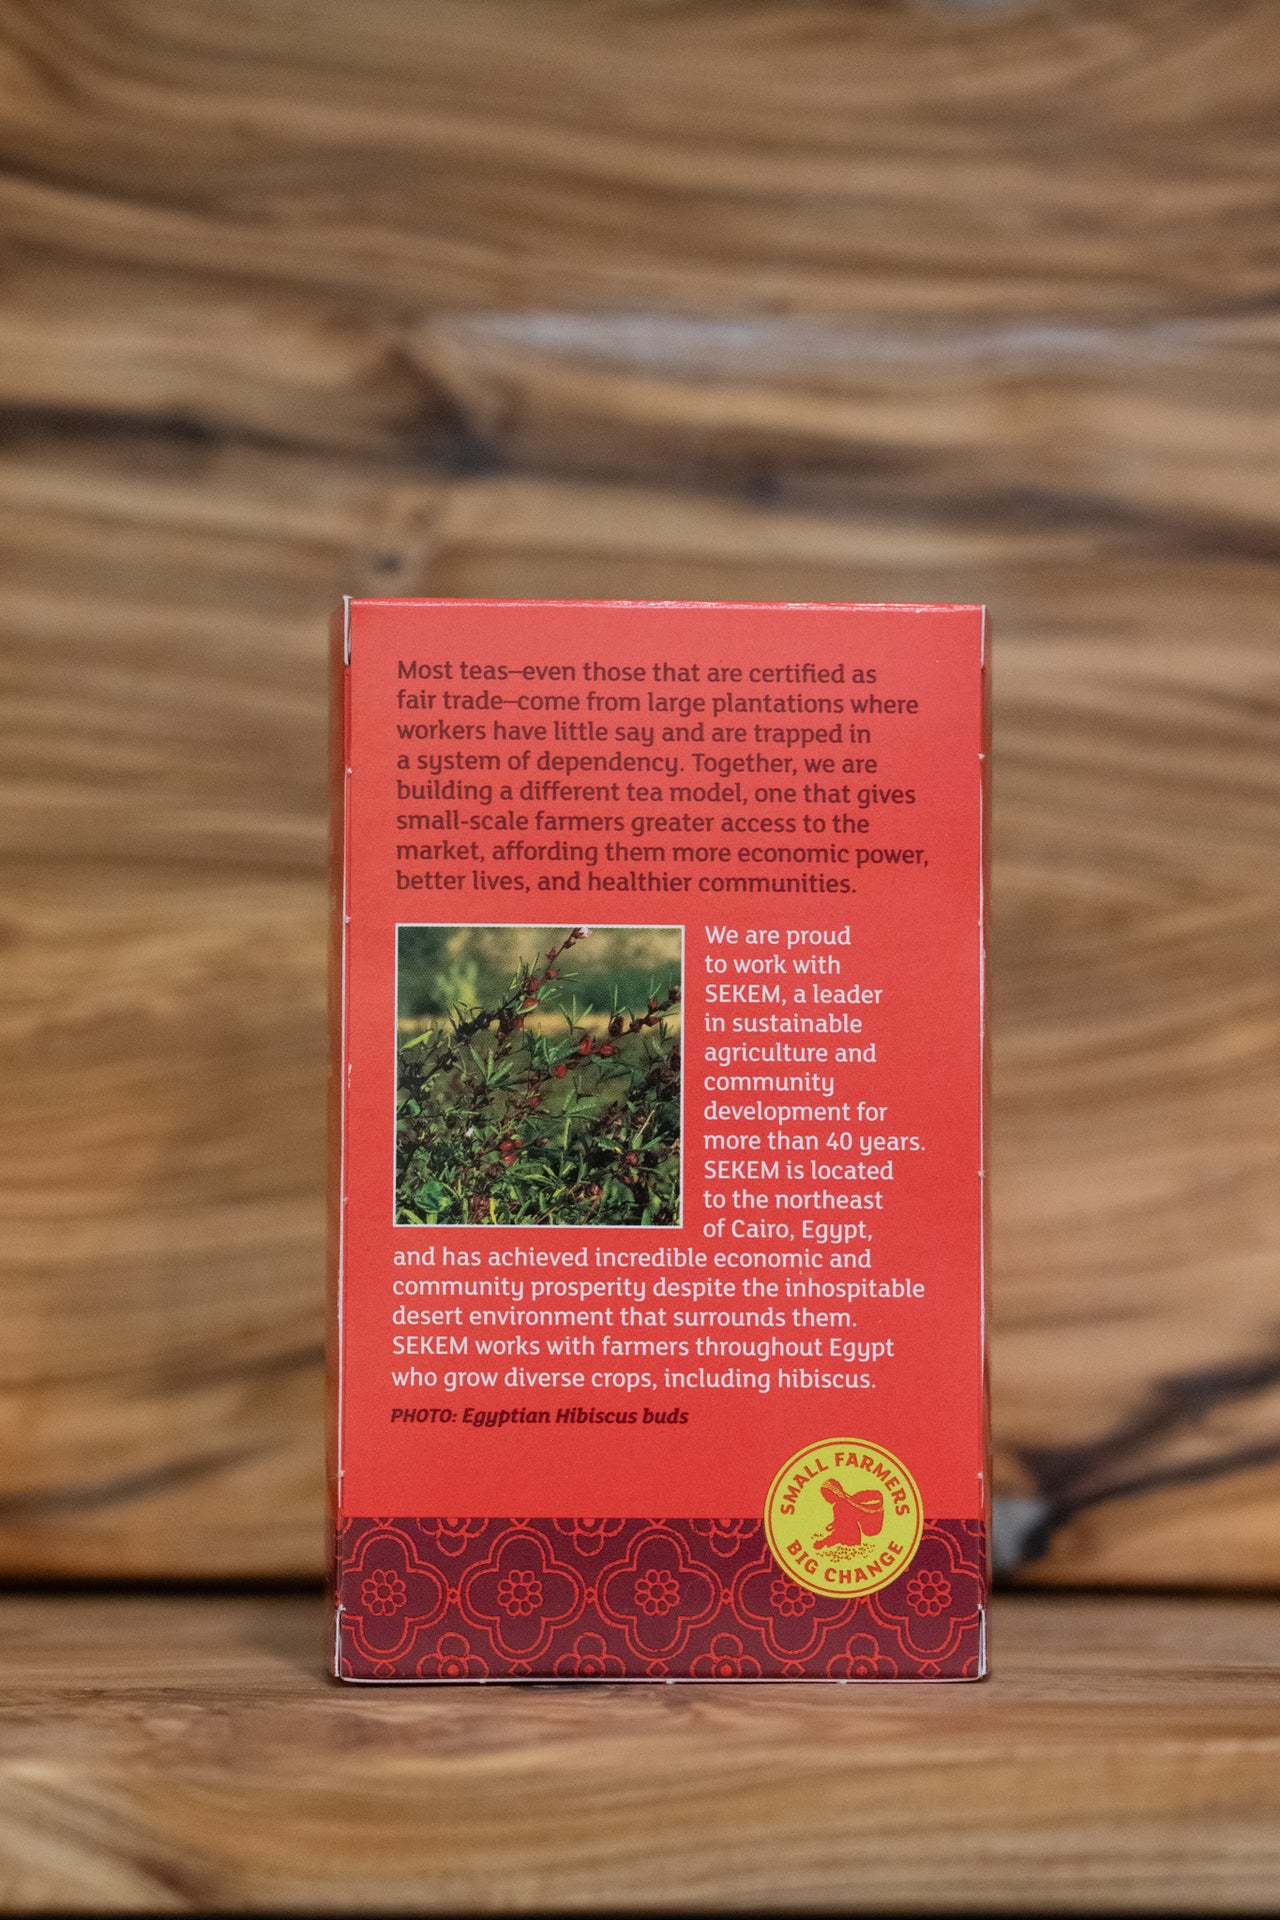 Most teas—even those that are certified as
fair trade—come from large plantations where
workers have little say and are trapped in
a system of dependency. Together, we are
building a different tea model, one that gives
small-scale farmers greater access to the
market, affording them more economic power,
better lives, and healthier communities.
We are proud
to work with
SEKEM, a leader
in sustainable
agriculture and
community
development for
more than 40 years.
SEKEM is located
to the northeast
of Cairo, Egypt,
and has achieved incredible economic and
community prosperity despite the inhospitable
desert environment that surrounds them.
SEKEM works with farmers throughout Egypt
who grow diverse crops, including hibiscus.
PHOTO: Egyptian Hibiscus buds
SMALL FARMERS
BIG CHANGE